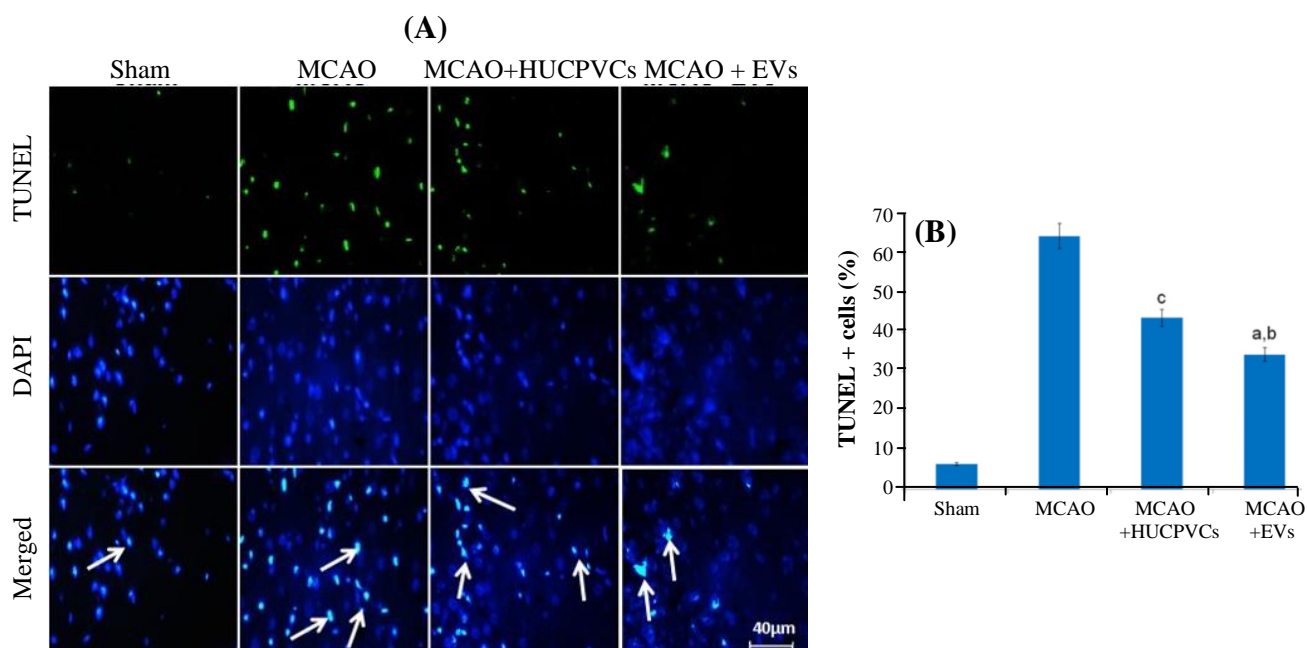 (A)
Sham MCAO MCAO+HUCPVCs MCAO + EVs
TUNEL
DAPI
Merged
40µm
(B)
TUNEL + cells (%)
70
60
50
40
30
20
10
0
c
a,b
Sham MCAO MCAO MCAO
+HUCPVCs +EVs